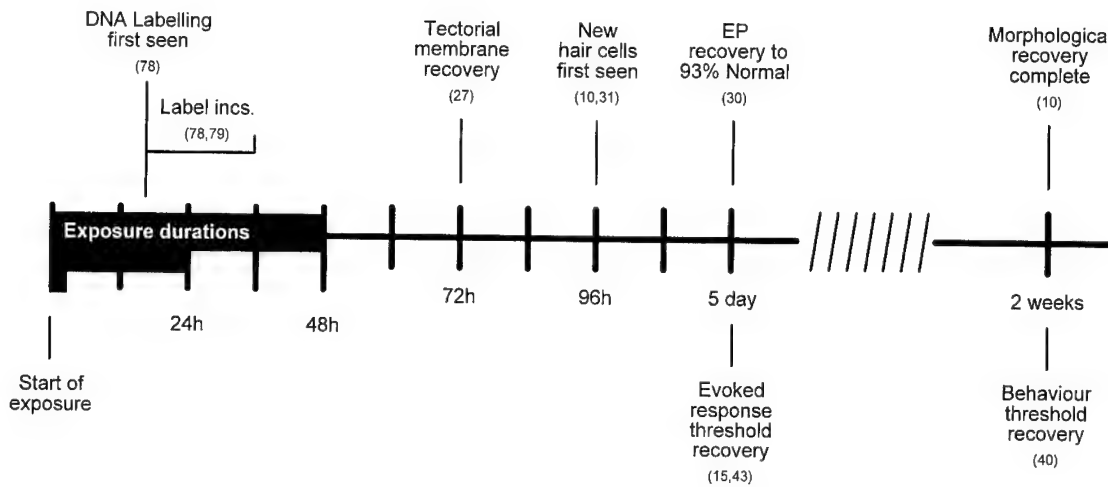 DNA Labelling
first seen
(78)
Label incs.
(78,79)
Tectorial
membrane
recovery
(27)
New
hair cells
first seen
(10,31)
EP
recovery to
93% Normal
(30)
Morphological
recovery
complete
(10)
Exposure durations
24h
48h
72h
96h
5 day
2 weeks
Start of
exposure
Evoked
response
threshold
recovery
(15,43)
Behaviour
threshold
recovery
(40)